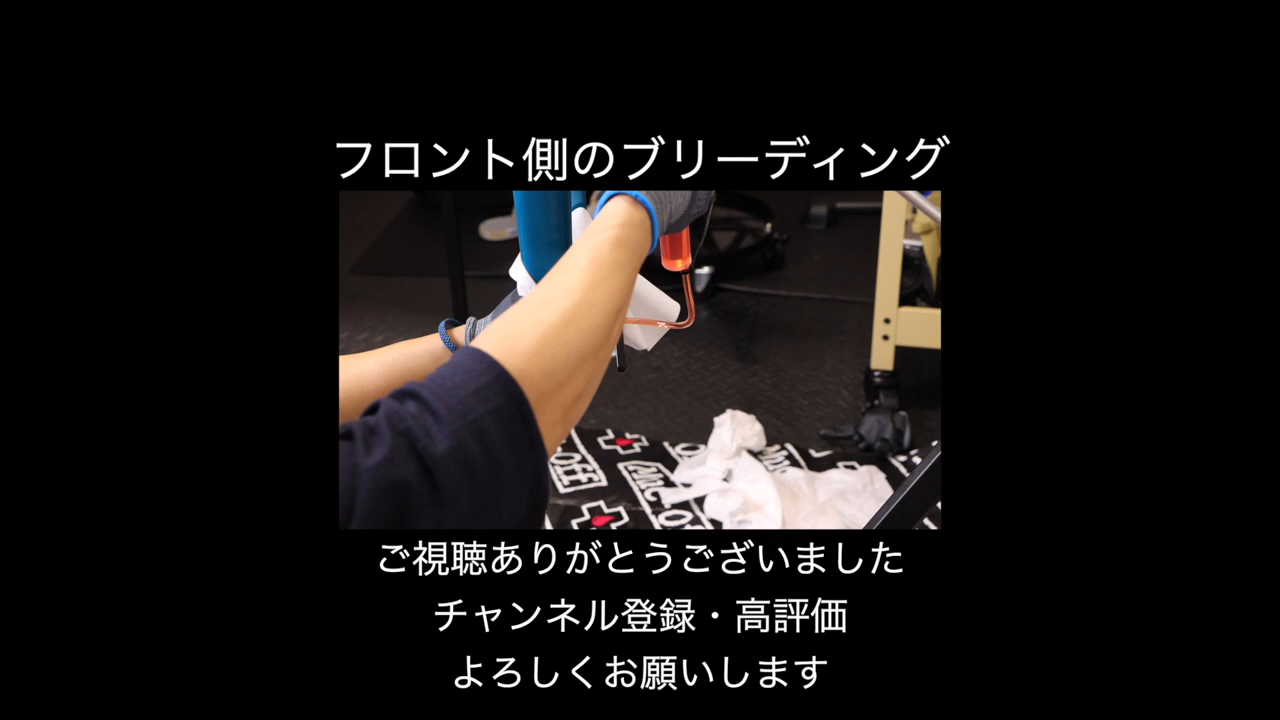 フロント側のブリーディング
OFF
ご視聴ありがとうございました
チャンネル登録・高評価
よろしくお願いします